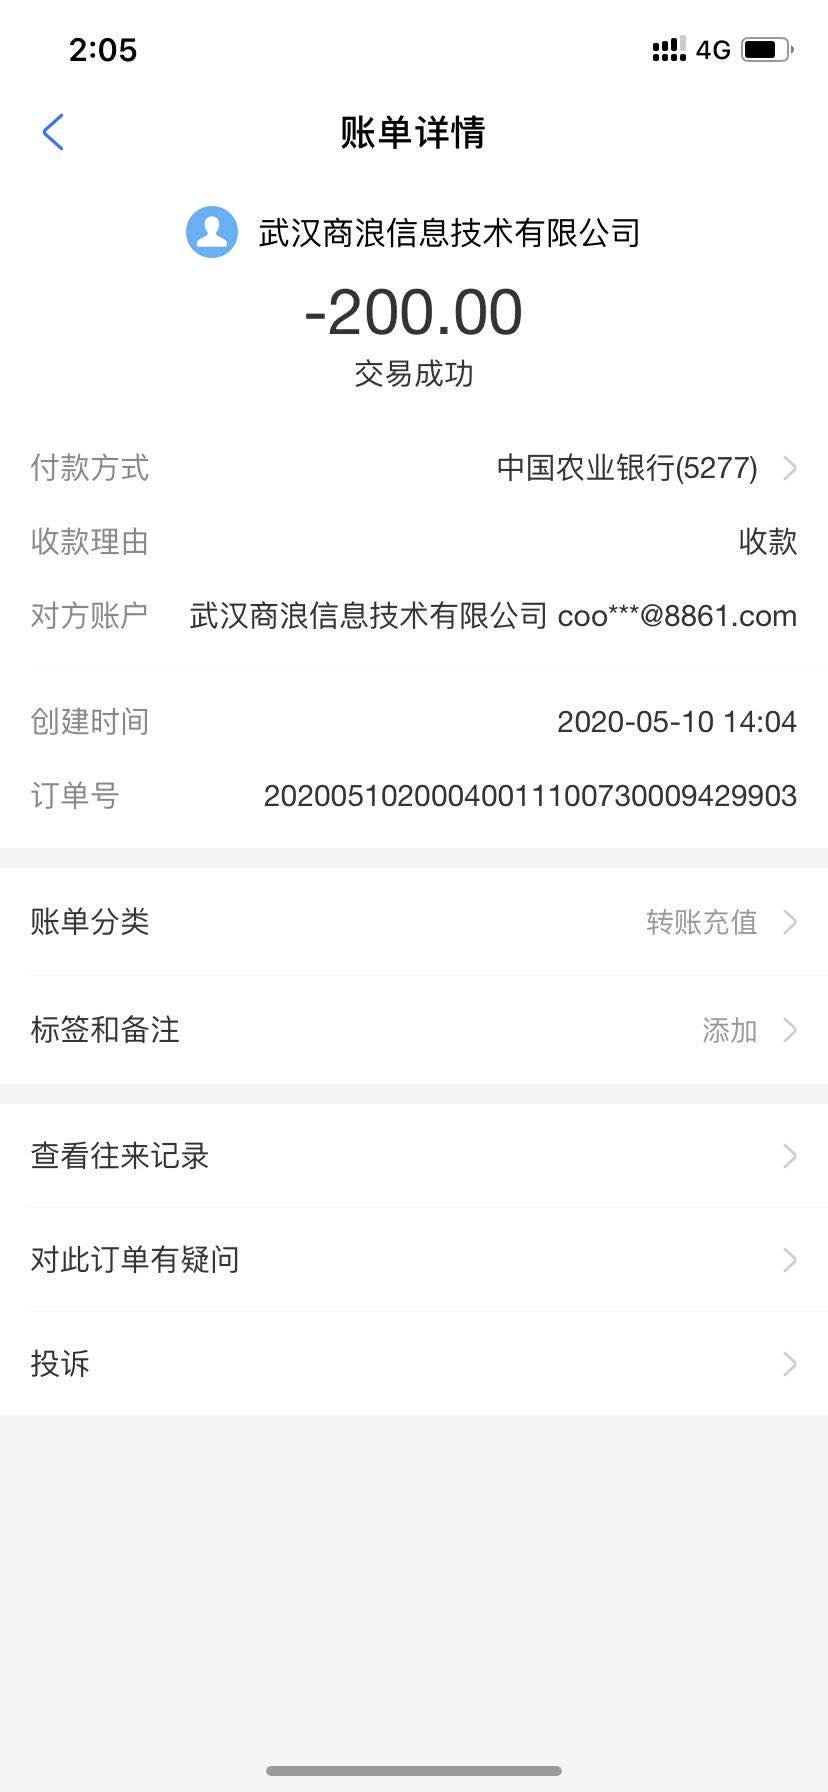 2:05 4G
账单详情
武汉商浪信息技术有限公司
-200.00
交易成功
付款方式 中国农业银行(5277)
收款理由 收款
对方账户 武汉商浪信息技术有限公司 coo***@8861.com
创建时间 2020-05-10 14:04
订单号 20200510200040011100730009429903
账单分类 转账充值
标签和备注 添加
查看往来记录
对此订单有疑问
投诉